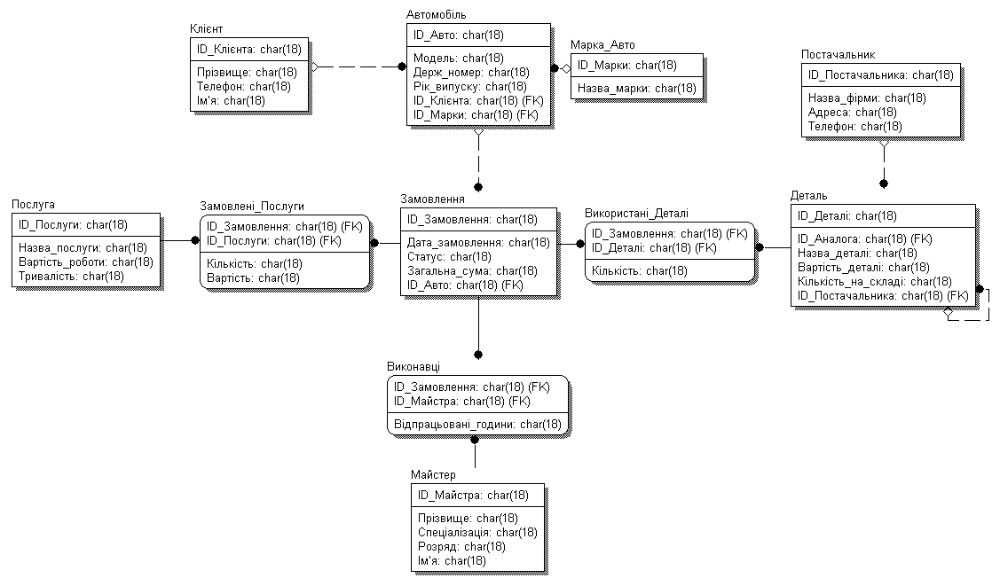 Клієнт
ID_Клієнта: char(18)
Прізвище: char(18)
Телефон: char(18)
Ім'я: char(18)
Автомобіль
ID_Авто: char(18)
Модель: char(18)
Держ_номер: char(18)
Рік_випуску: char(18)
ID_Клієнта: char(18) (FK)
ID_Марки: char(18) (FK)
Марка_Авто
ID_Марки: char(18)
Назва_марки: char(18)
Постачальник
ID_Постачальника: char(18)
Назва_фірми: char(18)
Адреса: char(18)
Телефон: char(18)
Послуга
ID_Послуги: char(18)
Назва_послуги: char(18)
Вартість_роботи: char(18)
Тривалість: char(18)
Замовлені_Послуги
ID_Замовлення: char(18) (FK)
ID_Послуги: char(18) (FK)
Кількість: char(18)
Вартість: char(18)
Замовлення
ID_Замовлення: char(18)
Дата_замовлення: char(18)
Статус: char(18)
Загальна_сума: char(18)
ID_Авто: char(18) (FK)
Використані_Деталі
ID_Замовлення: char(18) (FK)
ID_Деталі: char(18) (FK)
Кількість: char(18)
Деталь
ID_Деталі: char(18)
ID_Аналога: char(18) (FK)
Назва_деталі: char(18)
Вартість_деталі: char(18)
Кількість_на_складі: char(18)
ID_Постачальника: char(18) (FK)
Виконавці
ID_Замовлення: char(18) (FK)
ID_Майстра: char(18) (FK)
Відпрацьовані_години: char(18)
Майстер
ID_Майстра: char(18)
Прізвище: char(18)
Спеціалізація: char(18)
Розряд: char(18)
Ім'я: char(18)